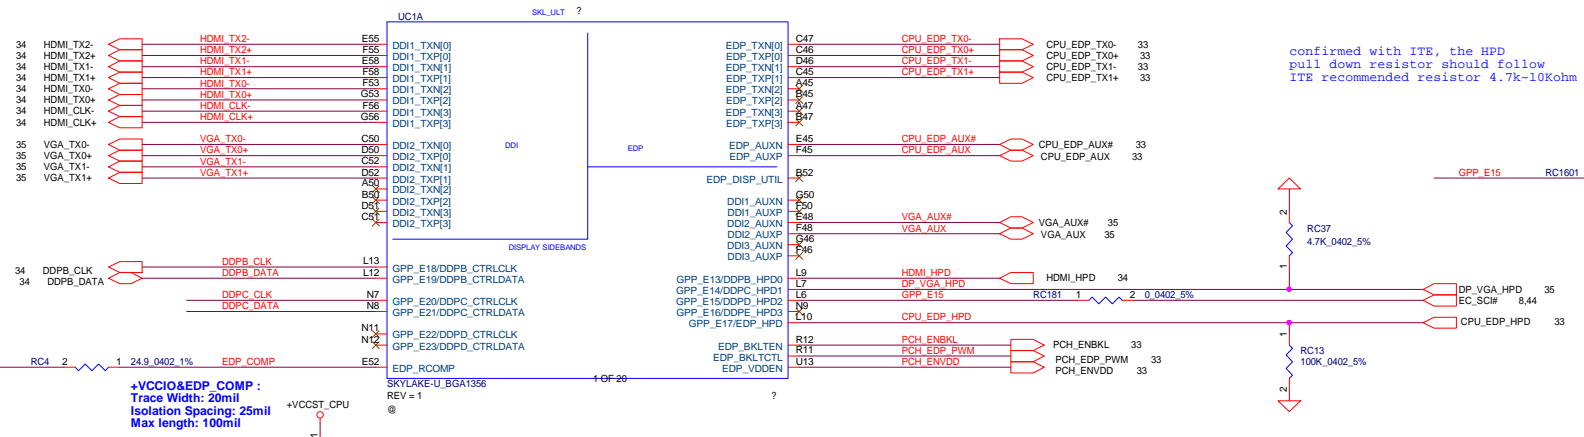 SKL_ULT ?
UC1A
34 HDMI_TX2- HDMI_TX2- E55 DDI1_TXN[0]
34 HDMI_TX2+ HDMI_TX2+ F55 DDI1_TXP[0]
34 HDMI_TX1- HDMI_TX1- E58 DDI1_TXN[1]
34 HDMI_TX1+ HDMI_TX1+ F58 DDI1_TXP[1]
34 HDMI_TX0- HDMI_TX0- F53 DDI1_TXN[2]
34 HDMI_TX0+ HDMI_TX0+ G53 DDI1_TXP[2]
34 HDMI_CLK- HDMI_CLK- F56 DDI1_TXN[3]
34 HDMI_CLK+ HDMI_CLK+ G56 DDI1_TXP[3]
35 VGA_TX0- VGA_TX0- C50 DDI2_TXN[0]
35 VGA_TX0+ VGA_TX0+ D50 DDI2_TXP[0]
35 VGA_TX1- VGA_TX1- C52 DDI2_TXN[1]
35 VGA_TX1+ VGA_TX1+ D52 DDI2_TXP[1]
A50 DDI2_TXN[2]
B50 DDI2_TXP[2]
D51 DDI2_TXN[3]
C51 DDI2_TXP[3]
DDI
EDP
DISPLAY SIDEBANDS
34 DDPB_CLK DDPB_CLK L13 GPP_E18/DDPB_CTRLCLK
34 DDPB_DATA DDPB_DATA L12 GPP_E19/DDPB_CTRLDATA
DDPC_CLK N7 GPP_E20/DDPC_CTRLCLK
DDPC_DATA N8 GPP_E21/DDPC_CTRLDATA
N11 GPP_E22/DDPD_CTRLCLK
N12 GPP_E23/DDPD_CTRLDATA
RC4 2 1 24.9_0402_1% EDP_COMP E52 EDP_RCOMP
EDP_TXN[0] C47 CPU_EDP_TX0- CPU_EDP_TX0- 33
EDP_TXP[0] C46 CPU_EDP_TX0+ CPU_EDP_TX0+ 33
EDP_TXN[1] D46 CPU_EDP_TX1- CPU_EDP_TX1- 33
EDP_TXP[1] C45 CPU_EDP_TX1+ CPU_EDP_TX1+ 33
EDP_TXN[2] A45
EDP_TXP[2] B45
EDP_TXN[3] A47
EDP_TXP[3] B47
EDP_AUXN E45 CPU_EDP_AUX# CPU_EDP_AUX# 33
EDP_AUXP F45 CPU_EDP_AUX CPU_EDP_AUX 33
EDP_DISP_UTIL B52
DDI1_AUXN G50
DDI1_AUXP F50
DDI2_AUXN E48 VGA_AUX# VGA_AUX# 35
DDI2_AUXP F48 VGA_AUX VGA_AUX 35
DDI3_AUXN G46
DDI3_AUXP F46
GPP_E13/DDPB_HPD0 L9 HDMI_HPD HDMI_HPD 34
GPP_E14/DDPC_HPD1 L7 DP_VGA_HPD DP_VGA_HPD 35
GPP_E15/DDPD_HPD2 L6 GPP_E15 RC181 1 2 0_0402_5% EC_SCI# 8,44
GPP_E16/DDPE_HPD3 N9
GPP_E17/EDP_HPD L10 CPU_EDP_HPD CPU_EDP_HPD 33
EDP_BKLTEN R12 PCH_ENBKL PCH_ENBKL 33
EDP_BKLTCTL R11 PCH_EDP_PWM PCH_EDP_PWM 33
EDP_VDDEN U13 PCH_ENVDD PCH_ENVDD 33
SKYLAKE-U_BGA1356
1 OF 20
REV = 1
?
@
+VCCIO&EDP_COMP :
Trace Width: 20mil
Isolation Spacing: 25mil
Max length: 100mil
+VCCST_CPU
1
confirmed with ITE, the HPD
pull down resistor should follow
ITE recommended resistor 4.7k~10Kohm
GPP_E15 RC1601
2
RC37
4.7K_0402_5%
1
1
RC13
100K_0402_5%
2